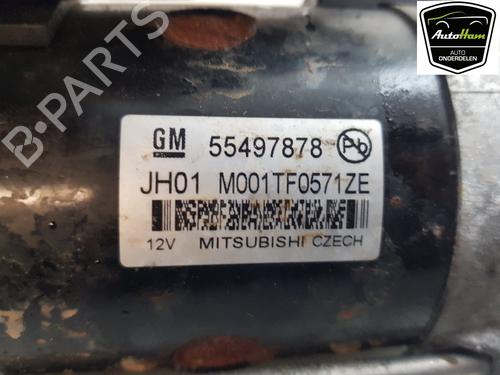 AutoHam
AUTO
ONDERDELEN
B-PARTS
GM 55497878 Pb
JH01 M001TF0571ZE
12V MITSUBISHI CZECH